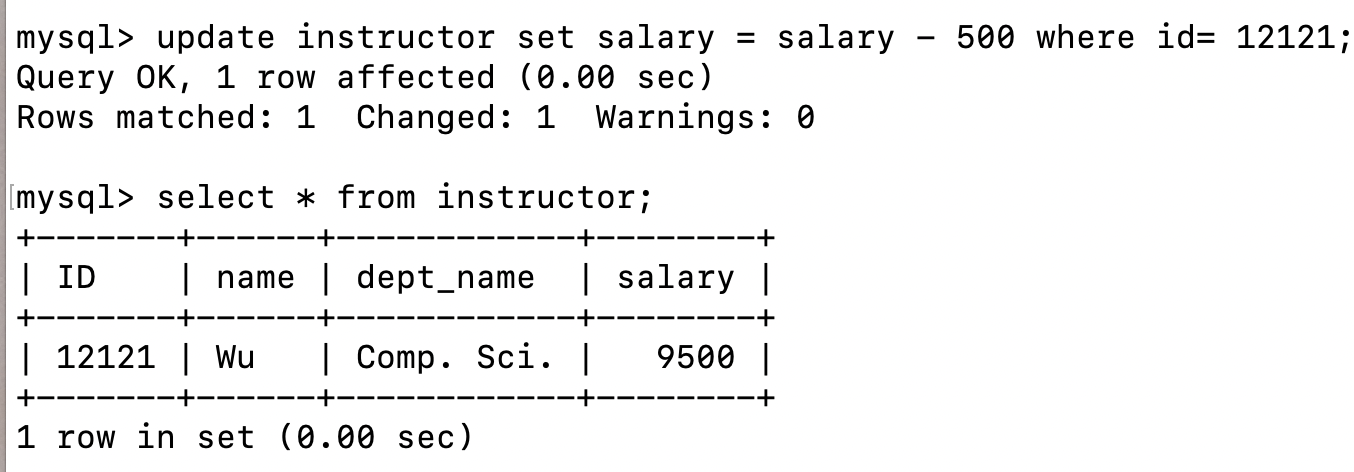 mysql> update instructor set salary = salary - 500 where id= 12121;
Query OK, 1 row affected (0.00 sec)
Rows matched: 1  Changed: 1  Warnings: 0
[mysql> select * from instructor;
+-------+------+------------+--------+
| ID    | name | dept_name  | salary |
+-------+------+------------+--------+
| 12121 | Wu   | Comp. Sci. |   9500 |
+-------+------+------------+--------+
1 row in set (0.00 sec)